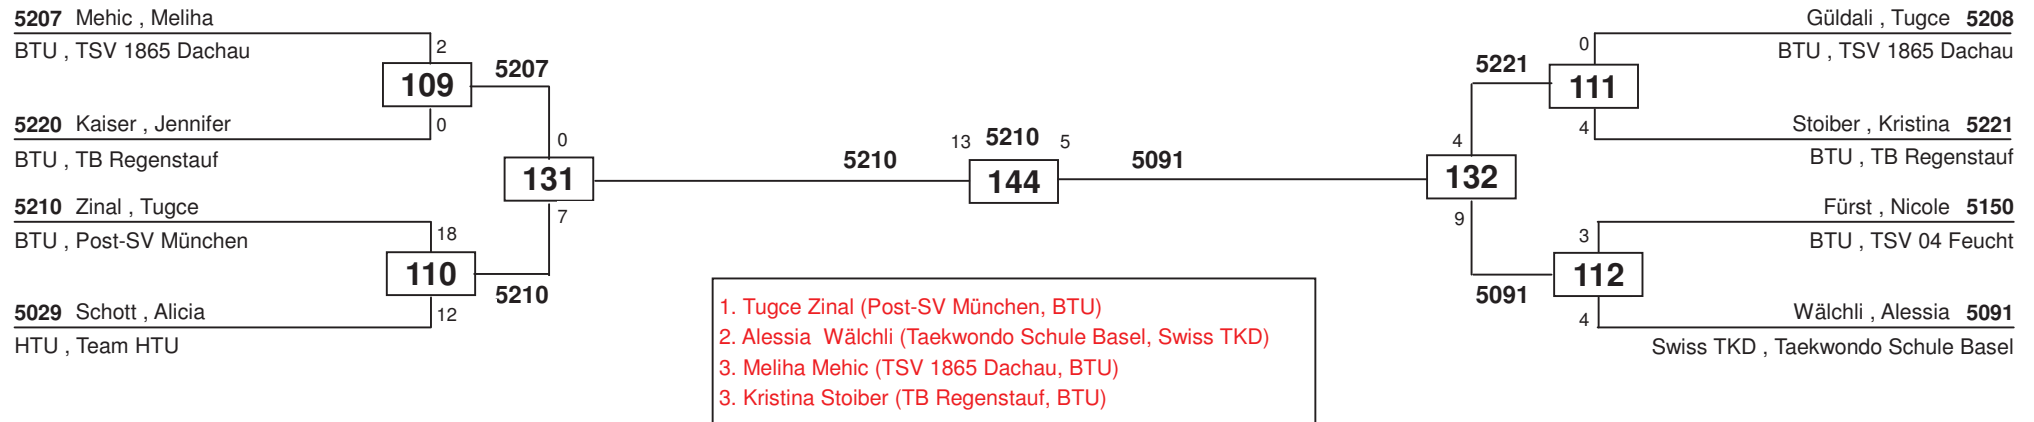 5207 Mehic , Meliha
BTU , TSV 1865 Dachau
2
109
5207
5220 Kaiser , Jennifer
0
BTU , TB Regenstauf
0
131
7
5210 Zinal , Tugce
BTU , Post-SV München
18
110
5210
5029 Schott , Alicia
12
HTU , Team HTU
5210
13 5210 5
144
5091
Güldali , Tugce 5208
BTU , TSV 1865 Dachau
0
5221
111
Stoiber , Kristina 5221
4
BTU , TB Regenstauf
4
132
9
Fürst , Nicole 5150
BTU , TSV 04 Feucht
3
112
5091
Wälchli , Alessia 5091
4
Swiss TKD , Taekwondo Schule Basel
1. Tugce Zinal (Post-SV München, BTU)
2. Alessia Wälchli (Taekwondo Schule Basel, Swiss TKD)
3. Meliha Mehic (TSV 1865 Dachau, BTU)
3. Kristina Stoiber (TB Regenstauf, BTU)